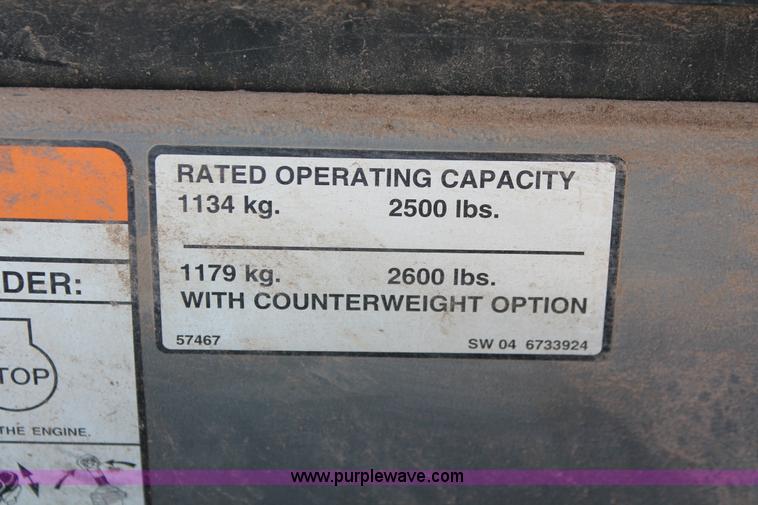 RATED OPERATING CAPACITY
1134 kg. 2500 lbs.
1179 kg. 2600 lbs.
WITH COUNTERWEIGHT OPTION
57467 SW 04 6733924
DER:
TOP
THE ENGINE.
www.purplewave.com